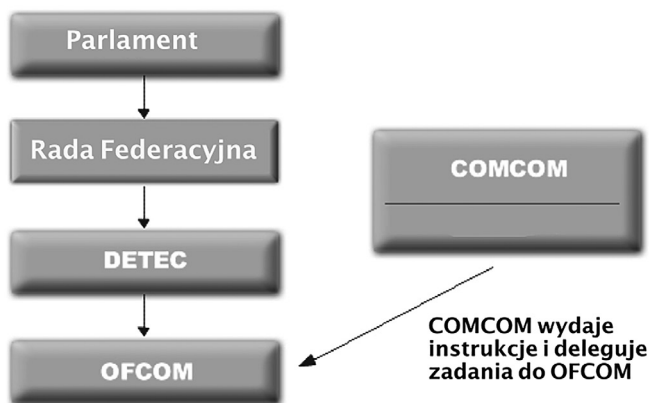 Parlament
Rada Federacyjna
DETEC
OFCOM
COMCOM
COMCOM wydaje
instrukcje i deleguje
zadania do OFCOM